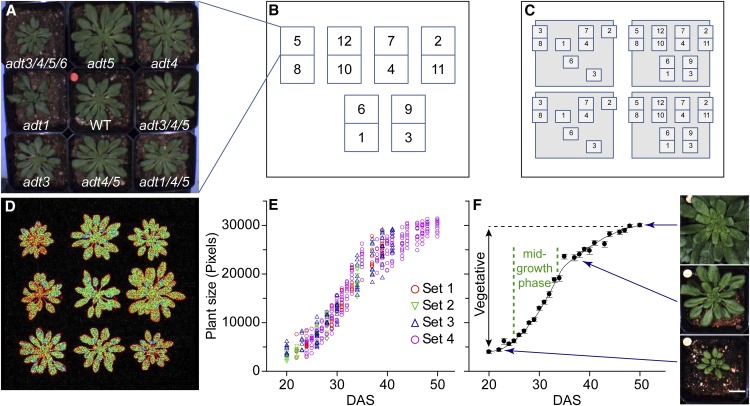 A
adt3/4/5/6 adt5 adt4
adt1 WT adt3/4/5
adt3 adt4/5 adt1/4/5
B
5 12 7 2
8 10 4 11
6 9
1 3
C
3 7 2
8 1 4
6
3
5 12 7 2
8 10 4 11
6 9
1 3
3 7 2
8 1 4
6
3
5 12 7 2
8 10 4 11
6 9
1 3
D
E
Plant size (Pixels)
30000
20000
10000
0
20 30 40 50
DAS
Set 1
Set 2
Set 3
Set 4
F
Vegetative
mid-
growth
phase
20 30 40 50
DAS